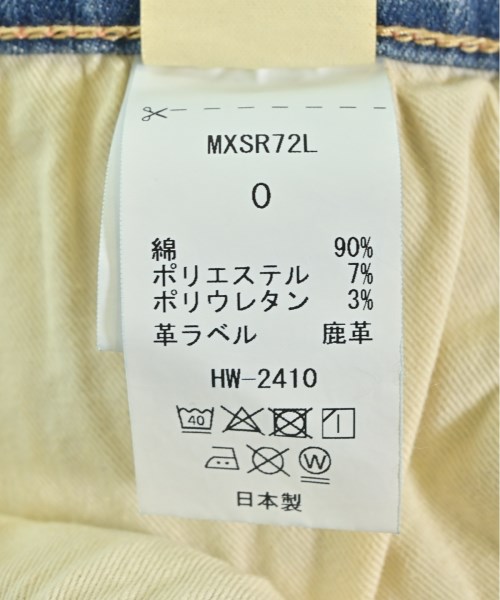 MXSR72L
0
綿 90%
ポリエステル 7%
ポリウレタン 3%
革ラベル 鹿革
HW-2410
40
W
日本製